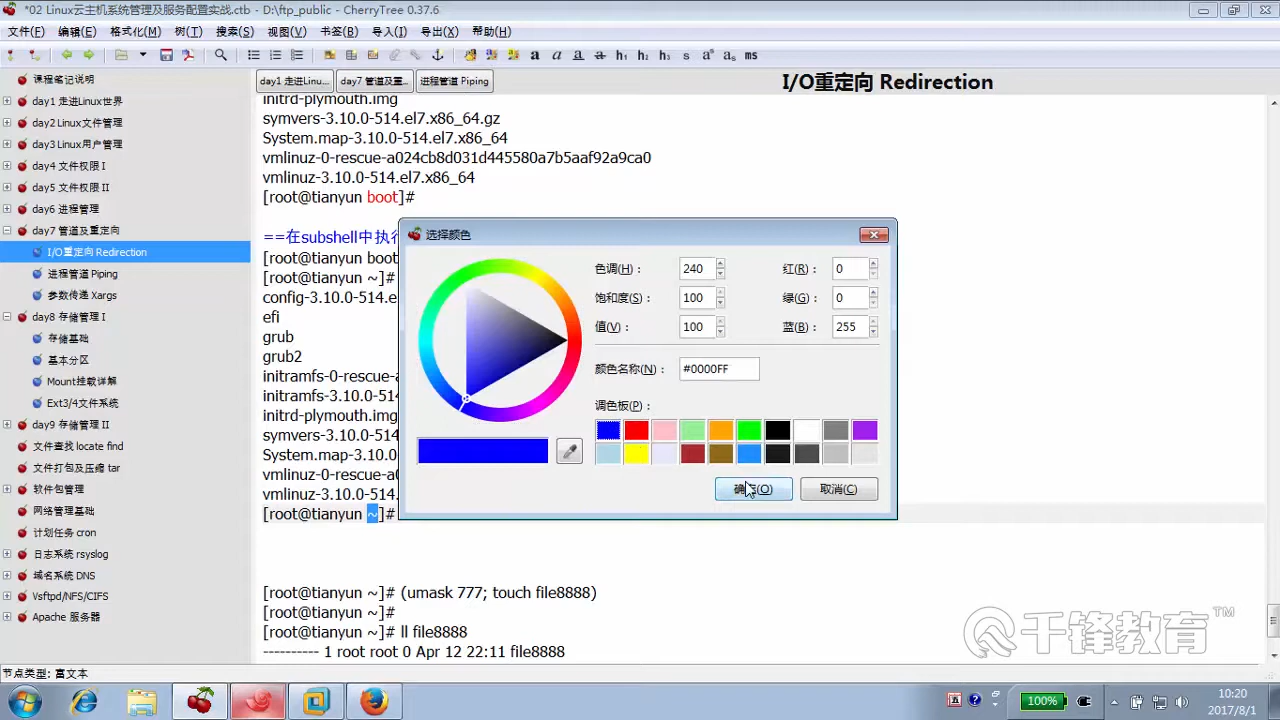 *02 Linux云主机系统管理及服务配置实战.ctb - D:\ftp_public - CherryTree 0.37.6
文件(F) 编辑(E) 格式化(M) 树(T) 搜索(S) 视图(V) 书签(B) 导入(I) 导出(X) 帮助(H)
a a a a h₁ h₂ h₃ s aˢ aₛ ms
课程笔记说明
day1 走进Linux世界
day2 Linux文件管理
day3 Linux用户管理
day4 文件权限 I
day5 文件权限 II
day6 进程管理
day7 管道及重定向
I/O重定向 Redirection
进程管道 Piping
参数传递 Xargs
day8 存储管理 I
存储基础
基本分区
Mount挂载详解
Ext3/4文件系统
day9 存储管理 II
文件查找 locate find
文件打包及压缩 tar
软件包管理
网络管理基础
计划任务 cron
日志系统 rsyslog
域名系统 DNS
Vsftpd/NFS/CIFS
Apache 服务器
day1 走进Linu... day7 管道及重... 进程管道 Piping
I/O重定向 Redirection
initrd-plymouth.img
symvers-3.10.0-514.el7.x86_64.gz
System.map-3.10.0-514.el7.x86_64
vmlinuz-0-rescue-a024cb8d031d445580a7b5aaf92a9ca0
vmlinuz-3.10.0-514.el7.x86_64
[root@tianyun boot]#
==在subshell中执行
[root@tianyun boot
[root@tianyun ~]#
config-3.10.0-514.e
efi
grub
grub2
initramfs-0-rescue-a
initramfs-3.10.0-514
initrd-plymouth.img
symvers-3.10.0-514
System.map-3.10.0
vmlinuz-0-rescue-a
vmlinuz-3.10.0-514.
[root@tianyun ~]#
[root@tianyun ~]# (umask 777; touch file8888)
[root@tianyun ~]#
[root@tianyun ~]# ll file8888
---------- 1 root root 0 Apr 12 22:11 file8888
选择颜色
色调(H)： 240 红(R)： 0
饱和度(S)： 100 绿(G)： 0
值(V)： 100 蓝(B)： 255
颜色名称(N)： #0000FF
调色板(P)：
确定(O) 取消(C)
千锋教育™
节点类型: 富文本
100%
10:20
2017/8/1